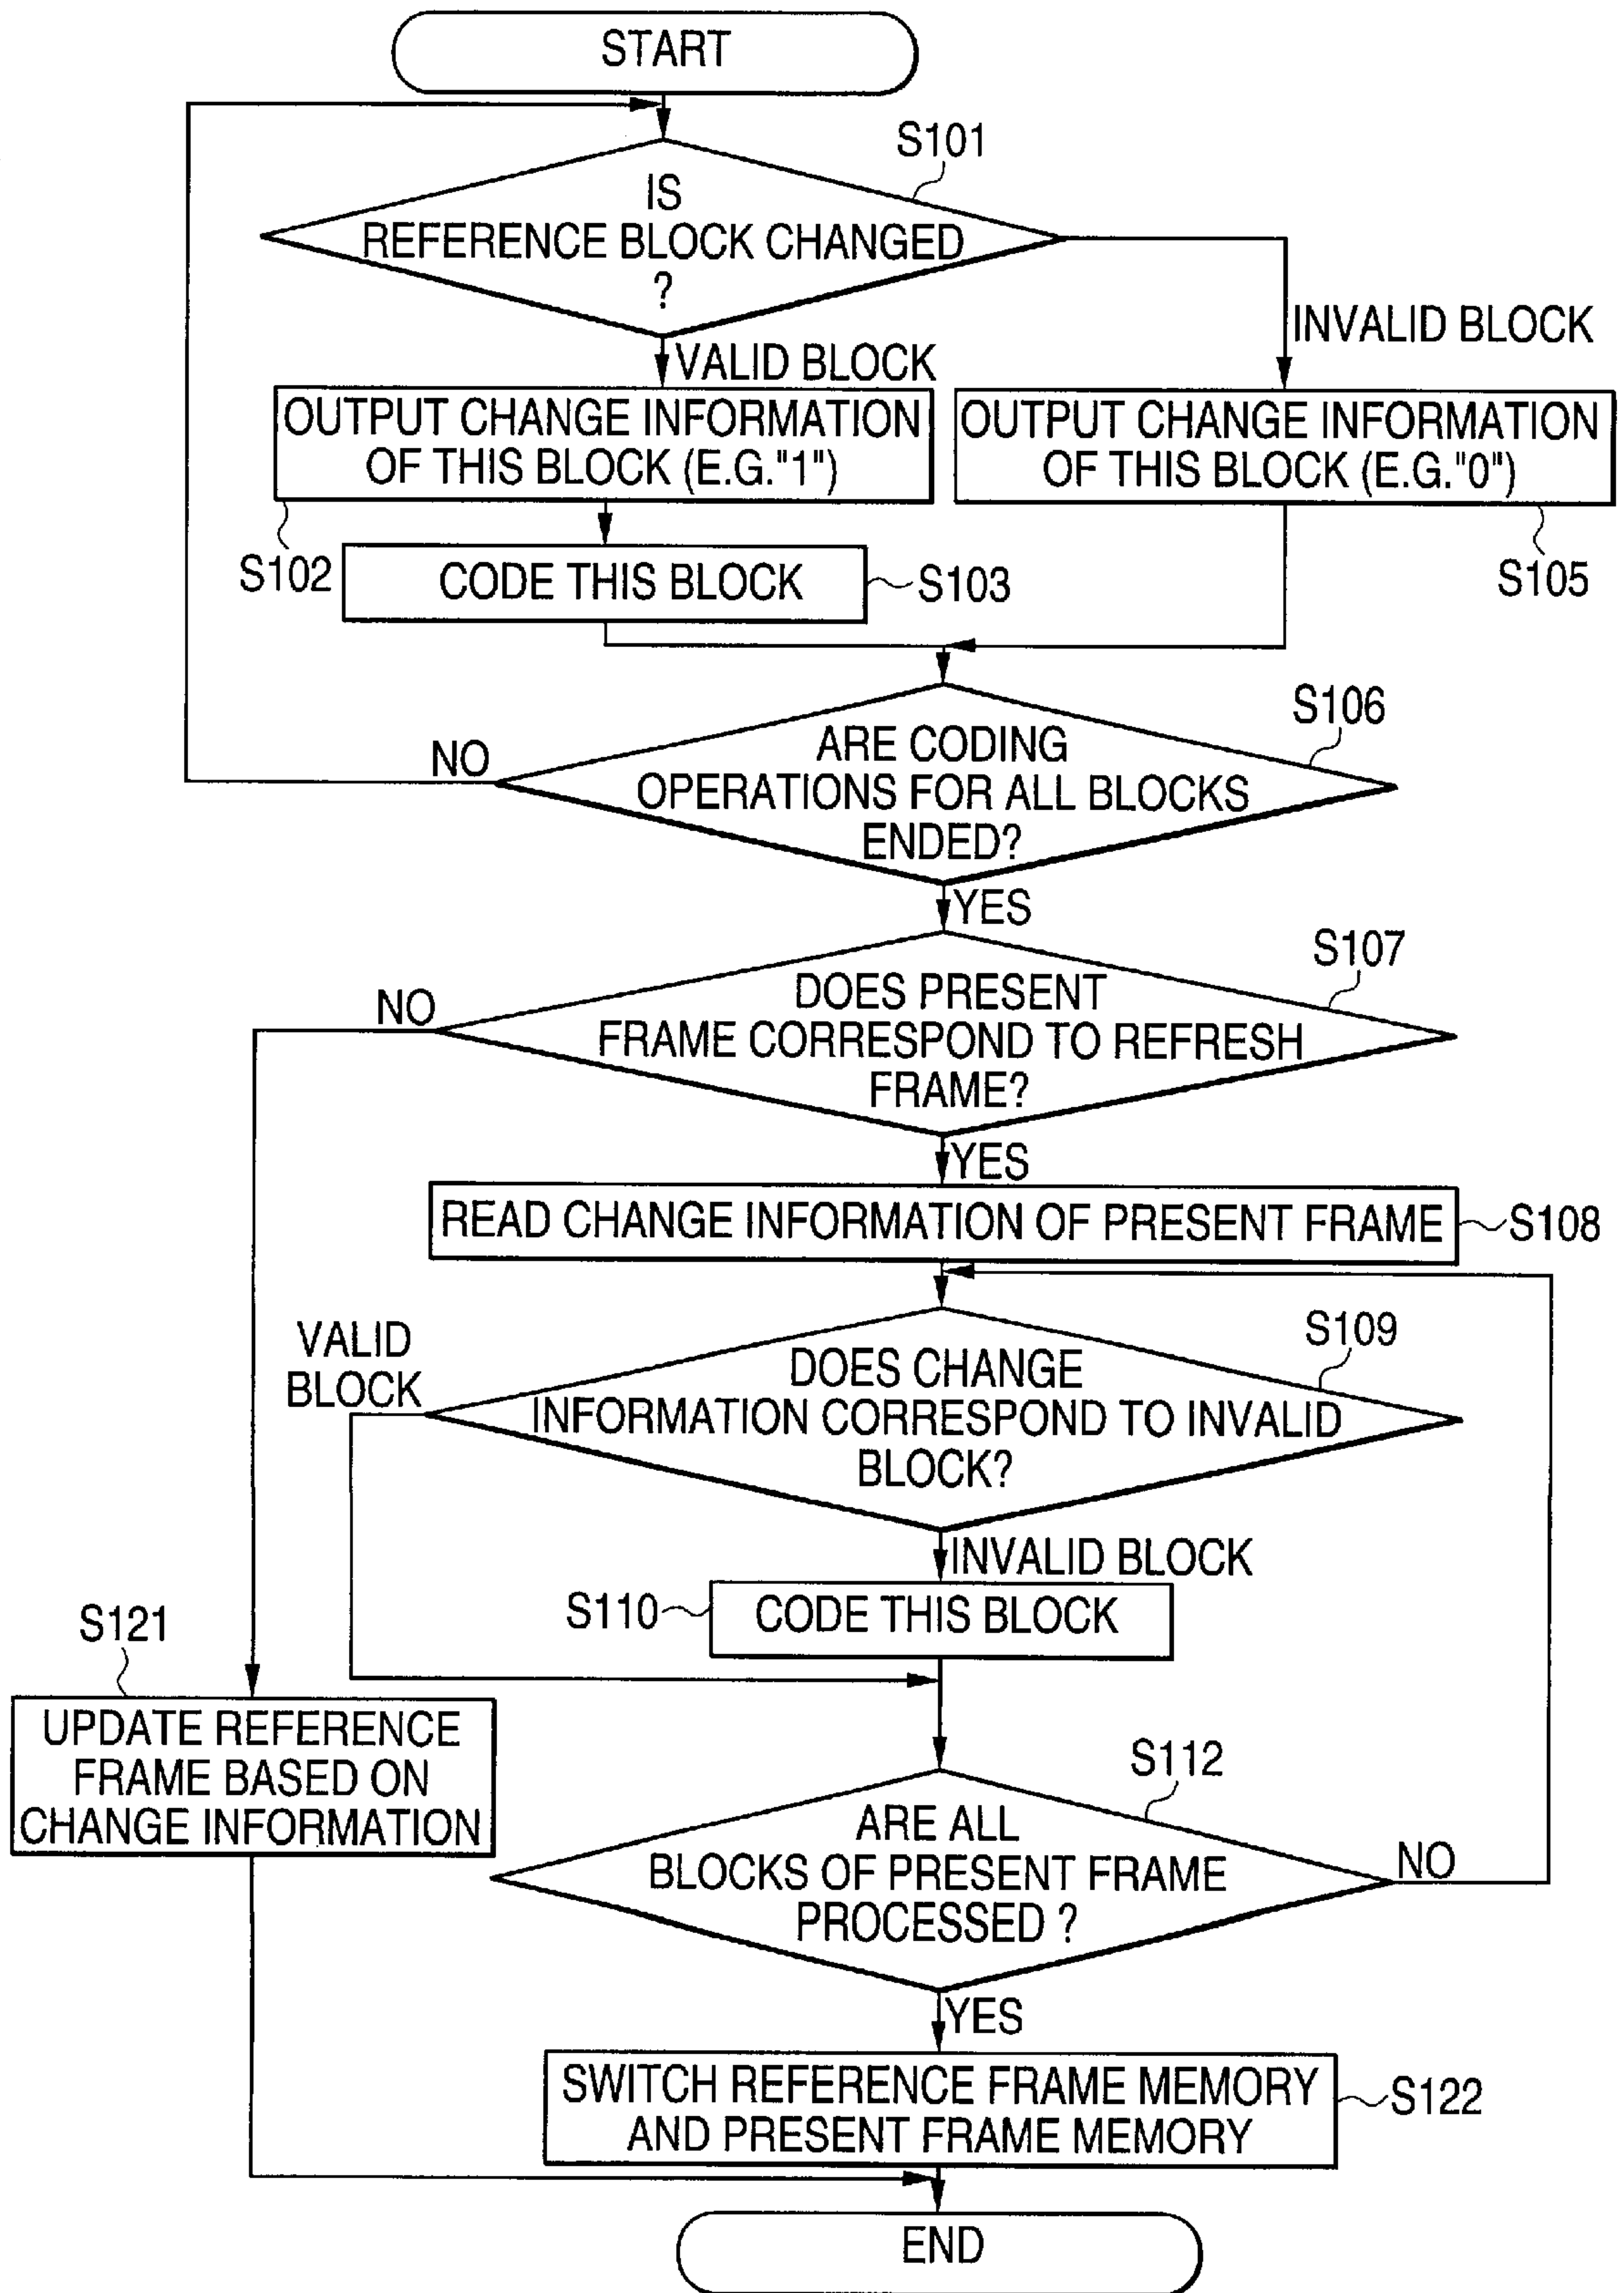 START
S101
IS
REFERENCE BLOCK CHANGED
?
INVALID BLOCK
VALID BLOCK
OUTPUT CHANGE INFORMATION
OF THIS BLOCK (E.G."1")
OUTPUT CHANGE INFORMATION
OF THIS BLOCK (E.G."0")
S102
CODE THIS BLOCK
S103
S105
S106
NO
ARE CODING
OPERATIONS FOR ALL BLOCKS
ENDED?
YES
S107
NO
DOES PRESENT
FRAME CORRESPOND TO REFRESH
FRAME?
YES
READ CHANGE INFORMATION OF PRESENT FRAME
S108
S109
VALID
BLOCK
DOES CHANGE
INFORMATION CORRESPOND TO INVALID
BLOCK?
INVALID BLOCK
S110
CODE THIS BLOCK
S121
UPDATE REFERENCE
FRAME BASED ON
CHANGE INFORMATION
S112
ARE ALL
BLOCKS OF PRESENT FRAME
PROCESSED ?
NO
YES
SWITCH REFERENCE FRAME MEMORY
AND PRESENT FRAME MEMORY
S122
END